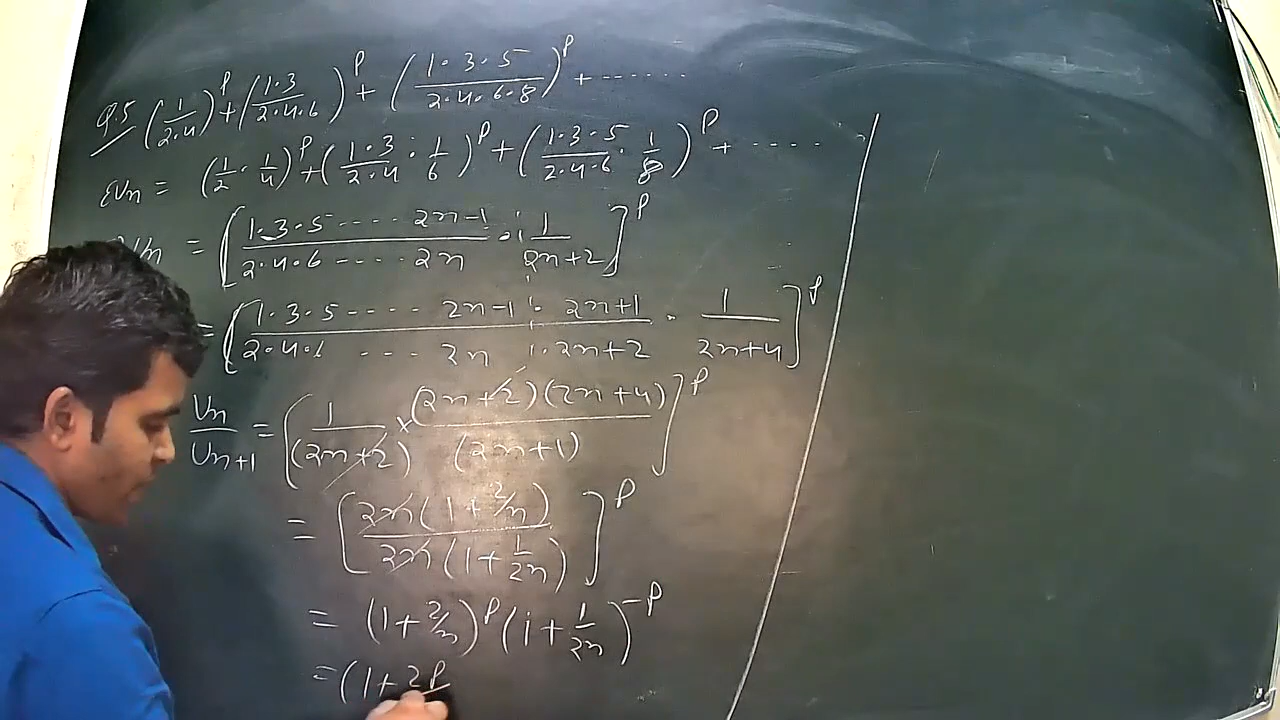 Q.5 (1/2·4)^p + (1·3/2·4·6)^p + (1·3·5/2·4·6·8)^p + ......
ΣUn = (1/2 · 1/4)^p + (1·3/2·4 · 1/6)^p + (1·3·5/2·4·6 · 1/8)^p + ....
Un = [1·3·5 .... 2n-1/2·4·6 .... 2n · 1/2n+2]^p
= [1·3·5 .... 2n-1 · 2n+1/2·4·6 ... 2n · 2n+2 · 1/2n+4]^p
Un/Un+1 = [1/(2n+2) × (2n+2)(2n+4)/(2n+1)]^p
= [2n(1+2/n)/2n(1+1/2n)]^p
= (1+2/n)^p (1+1/2n)^-p
= (1+2p